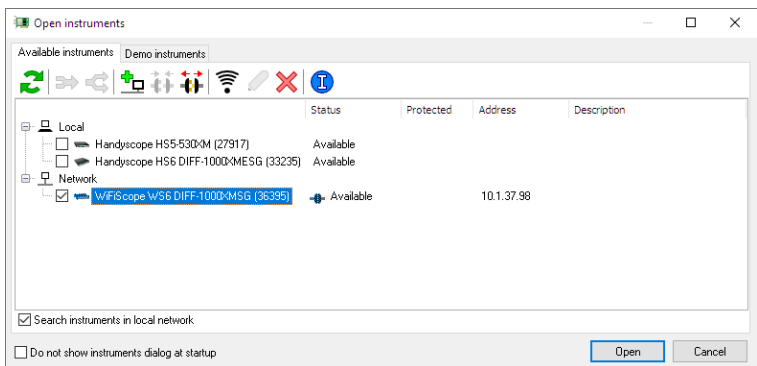 Open instruments
Available instruments Demo instruments
Status Protected Address Description
Local
Handyscope HS5-530XM (27917) Available
Handyscope HS6 DIFF-1000XMESG (33235) Available
Network
WiFiScope WS6 DIFF-1000XMSG (36395) Available 10.1.37.98
Search instruments in local network
Do not show instruments dialog at startup Open Cancel